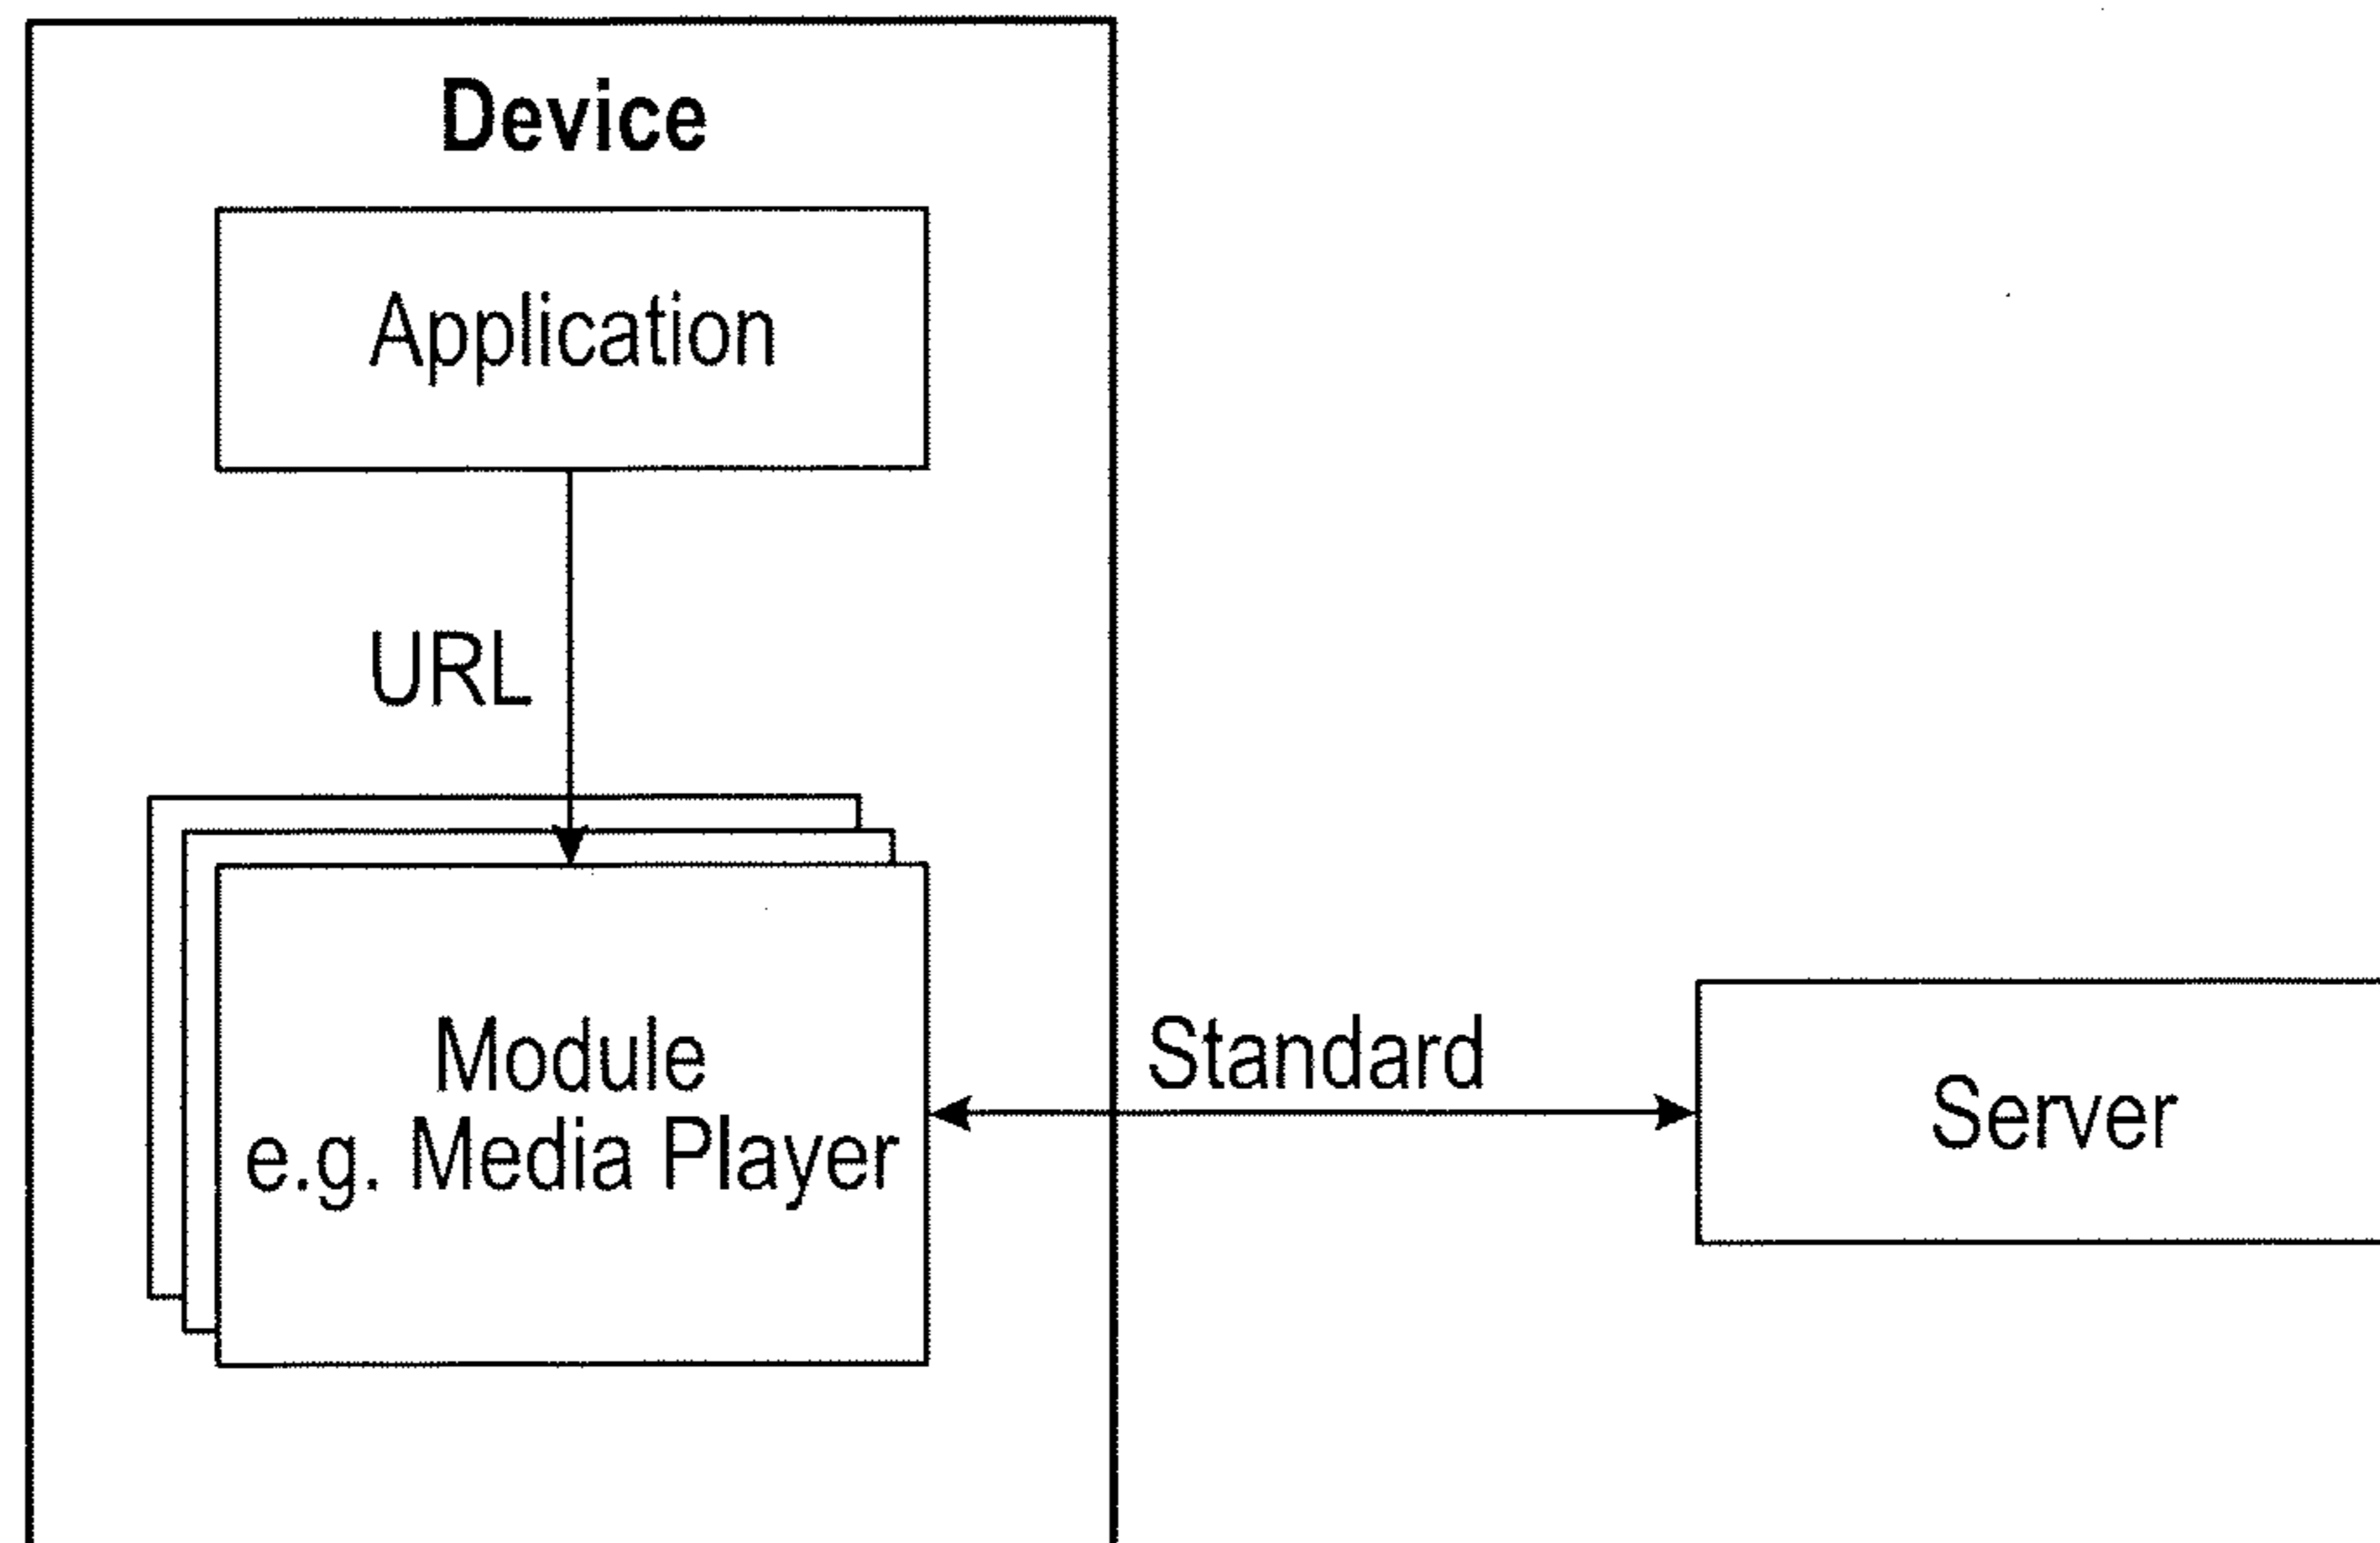 Device
Application
URL
Module
e.g. Media Player
Standard
Server